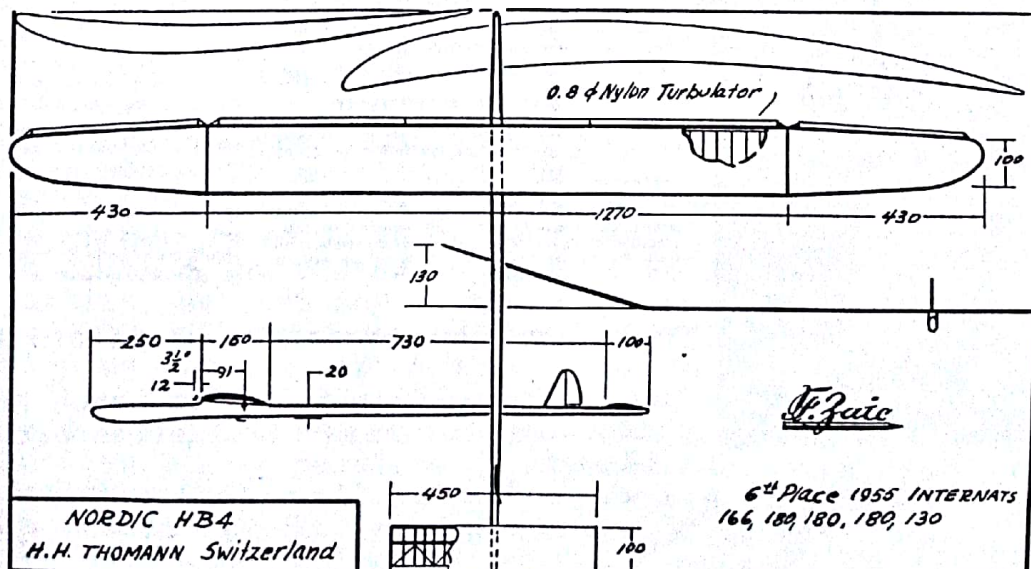 0.8 ϕ Nylon Turbulator
100
430
1270
430
130
250
150
730
100
3½°
91
12
20
F. Zaic
450
6th Place 1955 INTERNATS
166, 180, 180, 180, 130
NORDIC HB4
H.H. THOMANN Switzerland
100